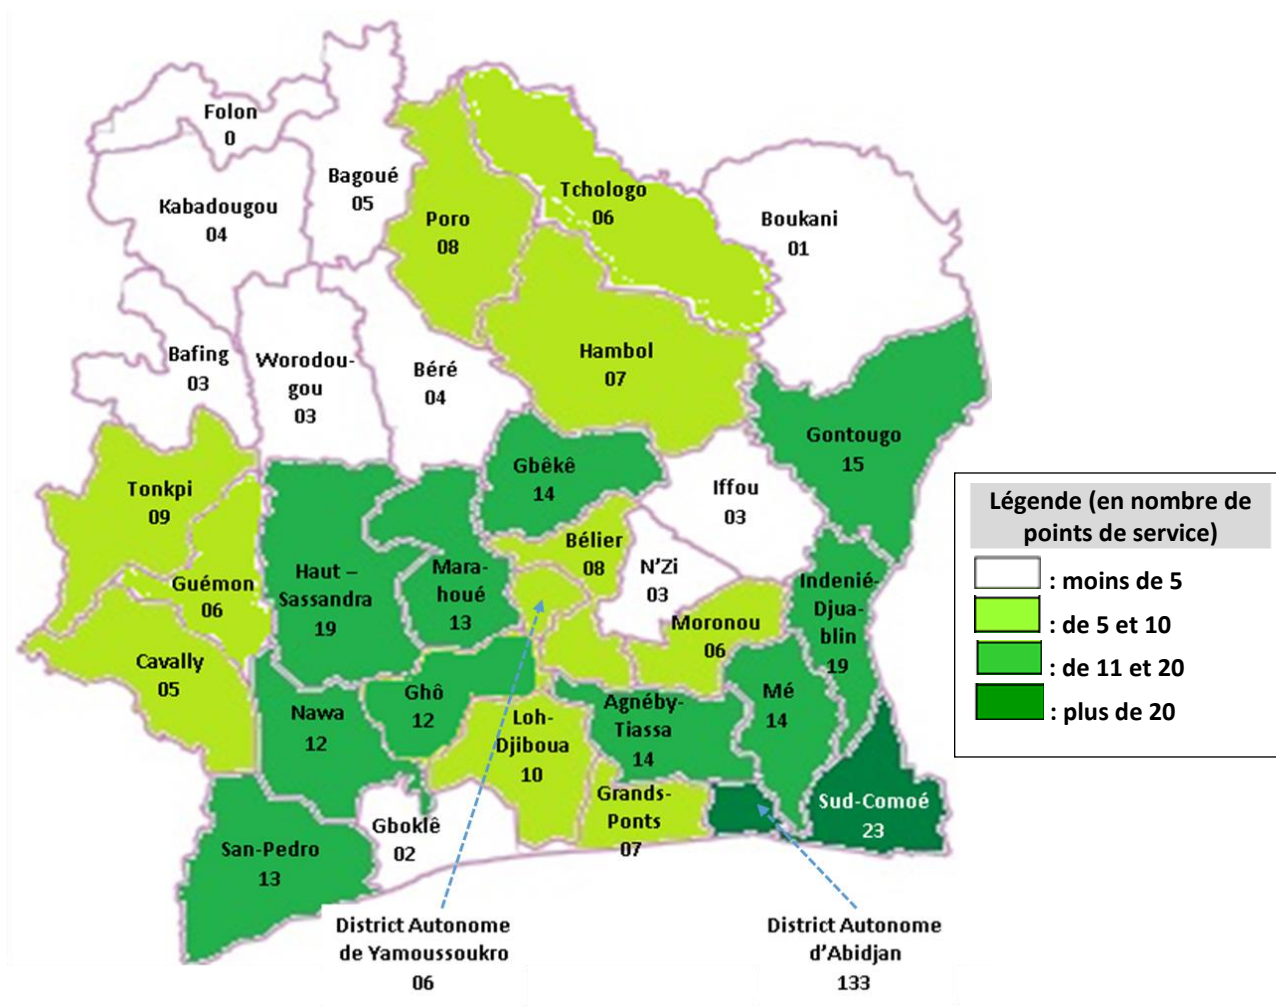 Folon
0
Kabadougou
04
Bagoué
05
Poro
08
Tchologo
06
Boukani
01
Bafing
03
Worodou-
gou
03
Béré
04
Hambol
07
Gontougo
15
Tonkpi
09
Gbêkê
14
Iffou
03
Guémon
06
Haut –
Sassandra
19
Mara-
houé
13
Bélier
08
N'Zi
03
Moronou
06
Indenié-
Djua-
blin
19
Cavally
05
Nawa
12
Ghô
12
Loh-
Djiboua
10
Agnéby-
Tiassa
14
Mé
14
San-Pedro
13
Gboklê
02
Grands-
Ponts
07
Sud-Comoé
23
District Autonome
de Yamoussoukro
06
District Autonome
d'Abidjan
133
Légende (en nombre de
points de service)
: moins de 5
: de 5 et 10
: de 11 et 20
: plus de 20